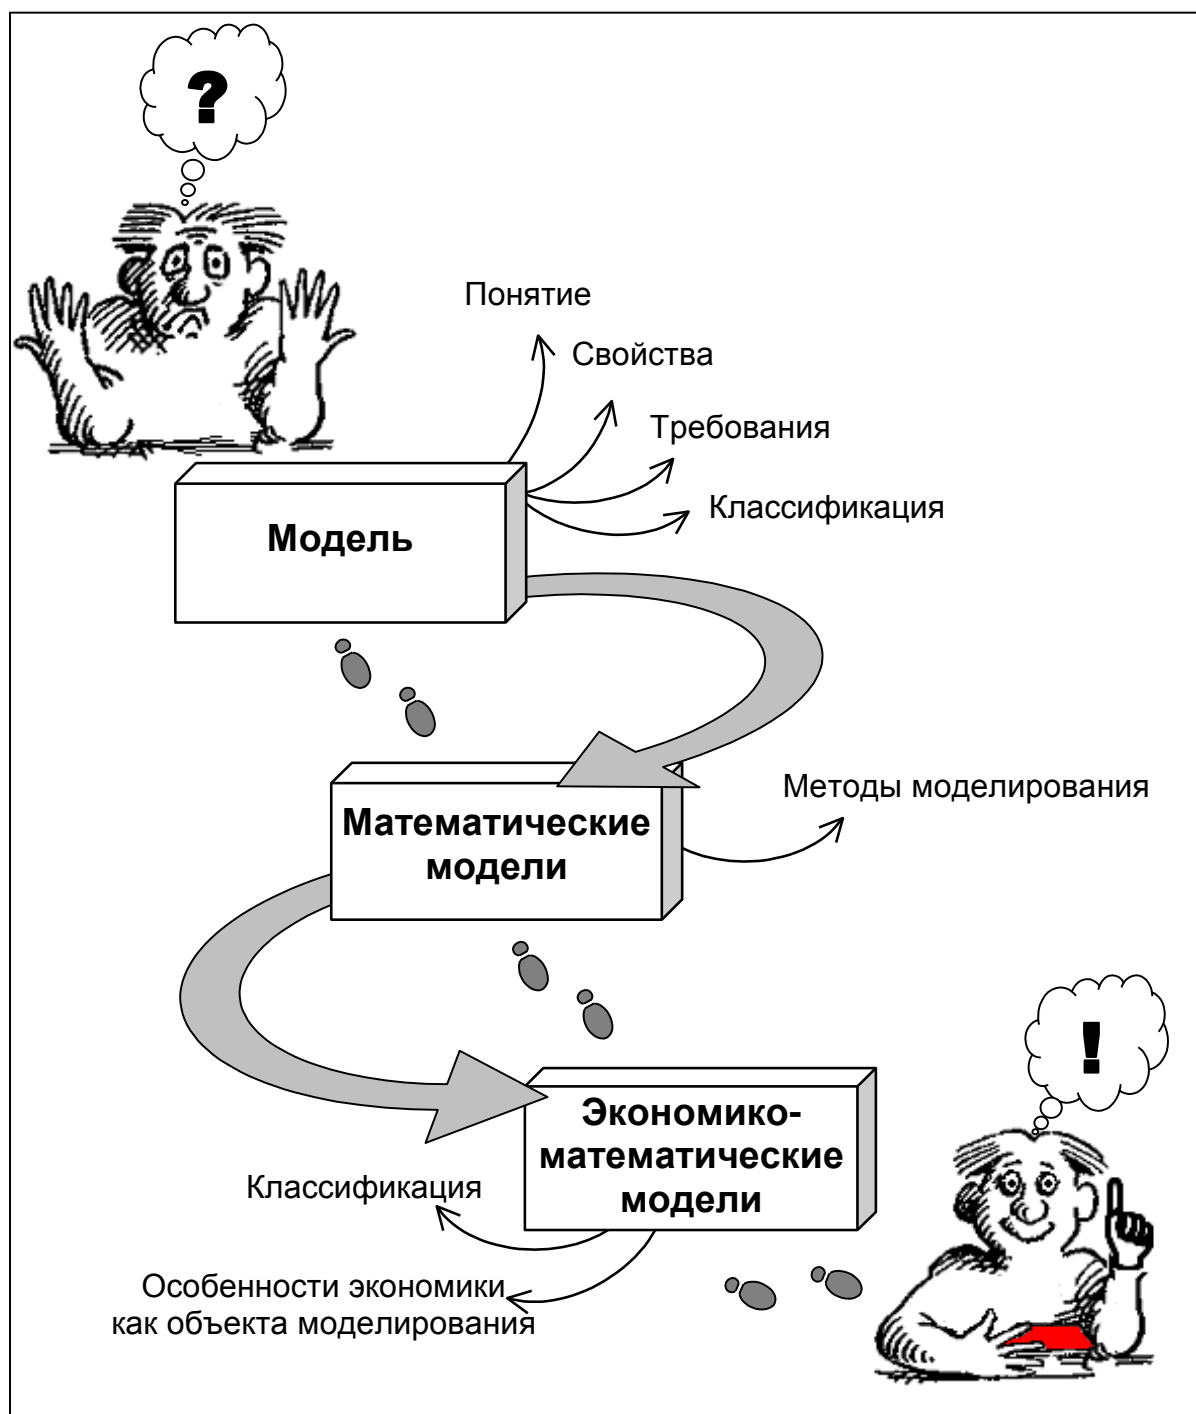 ?
Понятие
Свойства
Требования
Классификация
Модель
Математические
модели
Методы моделирования
!
Экономико-
математические
модели
Классификация
Особенности экономики
как объекта моделирования